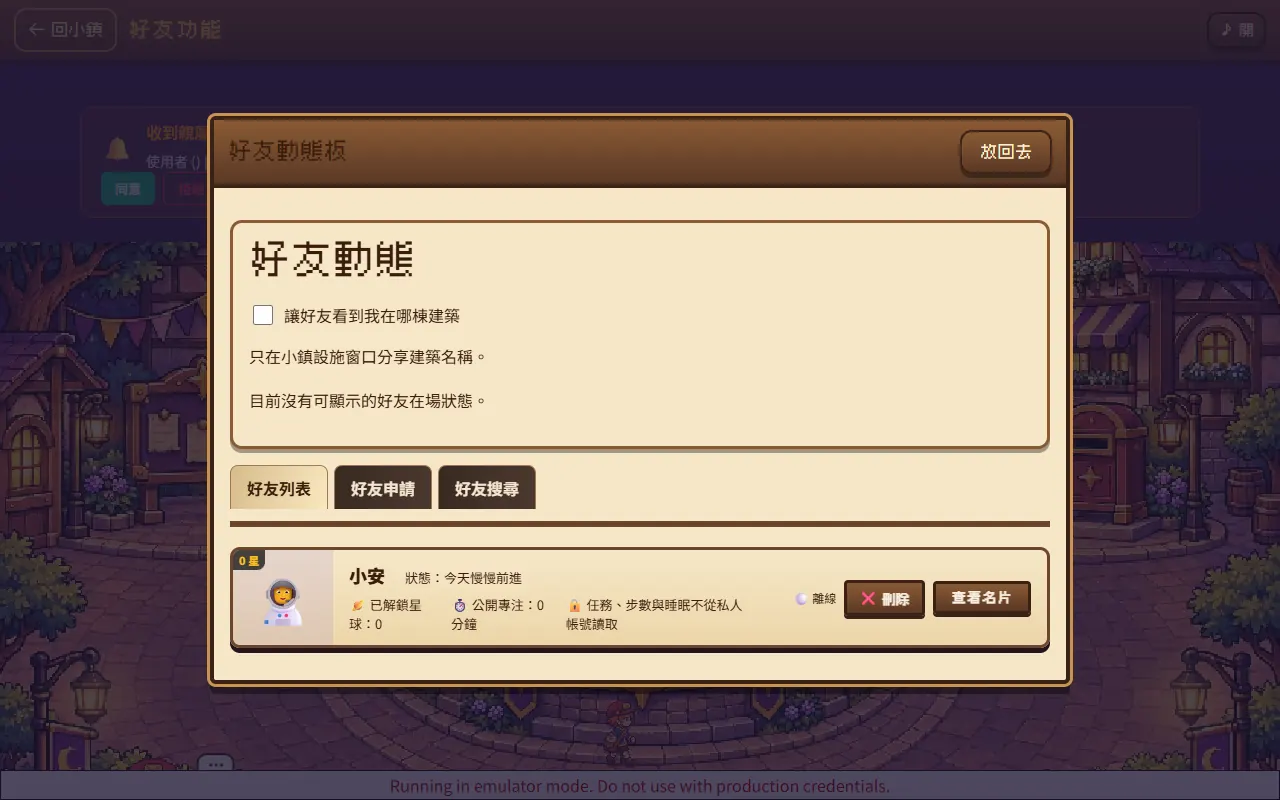 ← 回小鎮
好友功能
♪ 開
收到親
使用者 ()
同意
好友動態板
放回去
好友動態
讓好友看到我在哪棟建築
只在小鎮設施窗口分享建築名稱。
目前沒有可顯示的好友在場狀態。
好友列表
好友申請
好友搜尋
0 星
小安
狀態：今天慢慢前進
已解鎖星
球：0
公開專注：0
分鐘
任務、步數與睡眠不從私人
帳號讀取
離線
刪除
查看名片
Running in emulator mode. Do not use with production credentials.